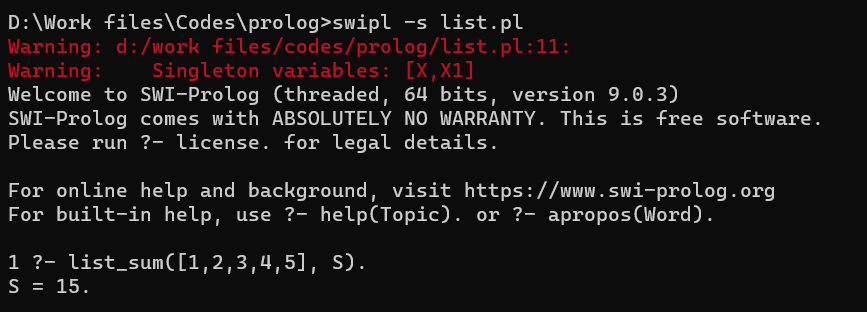 D:\Work files\Codes\prolog>swipl -s list.pl
Warning: d:/work files/codes/prolog/list.pl:11:
Warning:    Singleton variables: [X,X1]
Welcome to SWI-Prolog (threaded, 64 bits, version 9.0.3)
SWI-Prolog comes with ABSOLUTELY NO WARRANTY. This is free software.
Please run ?- license. for legal details.

For online help and background, visit https://www.swi-prolog.org
For built-in help, use ?- help(Topic). or ?- apropos(Word).

1 ?- list_sum([1,2,3,4,5], S).
S = 15.